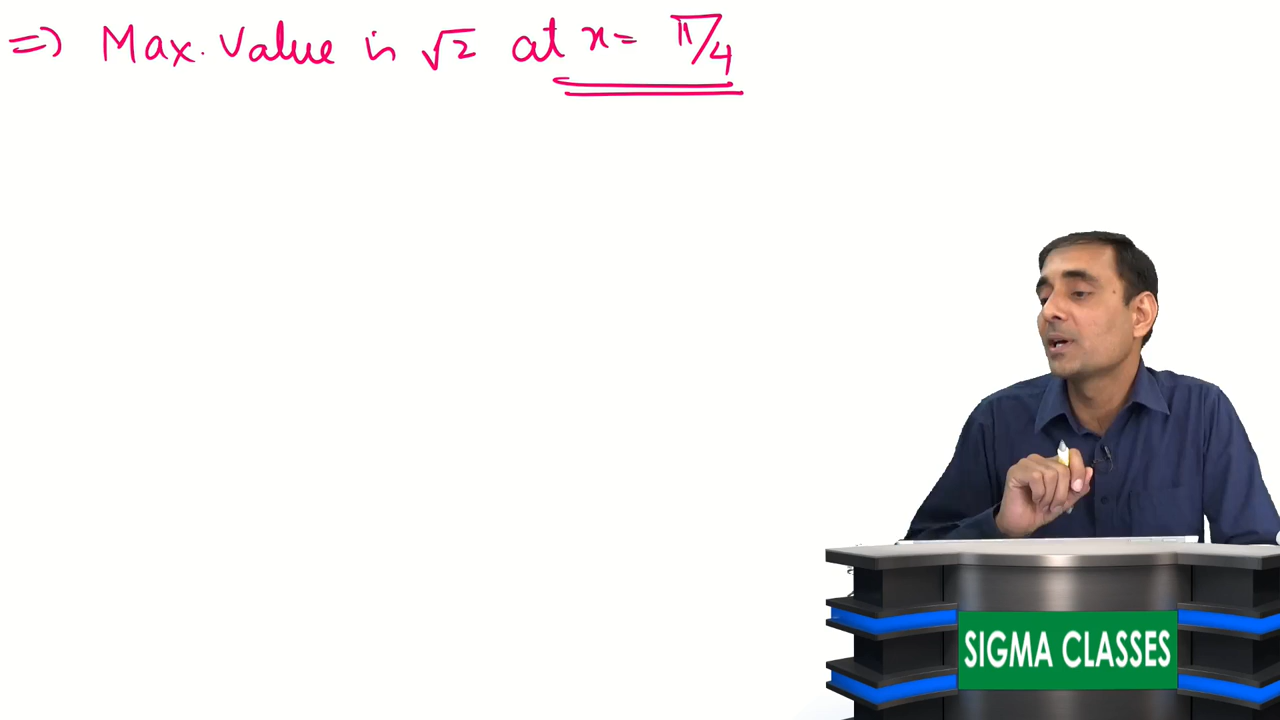 => Max. Value is √2 at x = π/4
SIGMA CLASSES